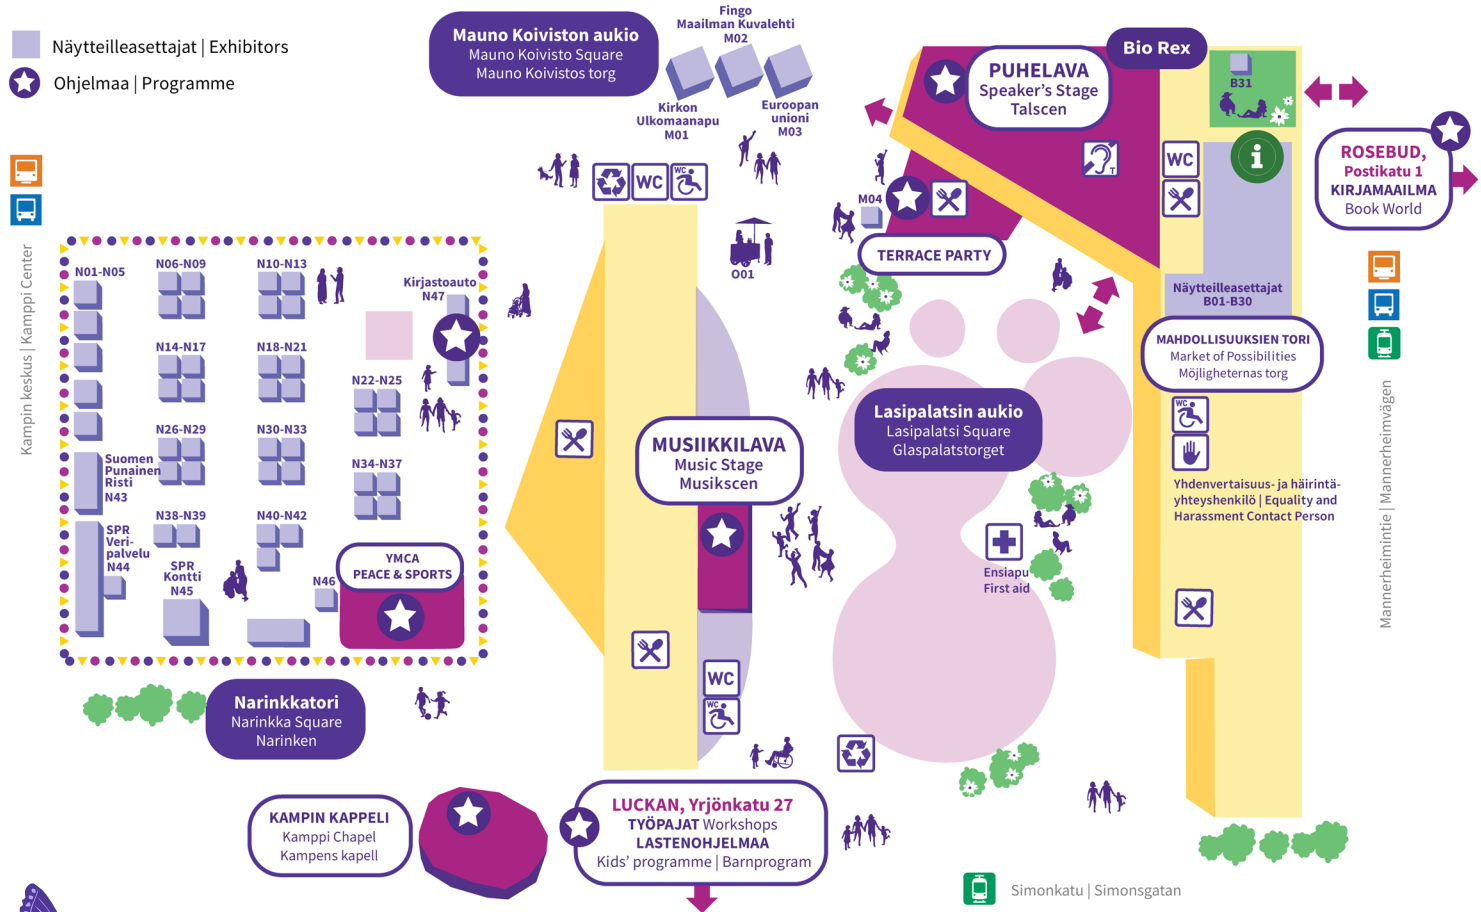 Näytteilleasettajat | Exhibitors
Ohjelmaa | Programme
Mauno Koiviston aukio
Mauno Koivisto Square
Mauno Koivistos torg
Fingo
Maailman Kuvalehti
M02
Kirkon
Ulkomaanapu
M01
Euroopan
unioni
M03
Bio Rex
PUHELAVA
Speaker's Stage
Talscen
B31
T
WC
i
ROSEBUD,
Postikatu 1
KIRJAMAAILMA
Book World
WC
WC
M04
TERRACE PARTY
O01
Kampin keskus | Kamppi Center
N01-N05
N06-N09
N10-N13
Kirjastoauto
N47
N14-N17
N18-N21
N22-N25
N26-N29
N30-N33
N34-N37
Suomen
Punainen
Risti
N43
N38-N39
N40-N42
SPR
Veri-
palvelu
N44
SPR
Kontti
N45
N46
YMCA
PEACE & SPORTS
Näytteilleasettajat
B01-B30
MAHDOLLISUUKSIEN TORI
Market of Possibilities
Möjligheternas torg
Lasipalatsin aukio
Lasipalatsi Square
Glaspalatstorget
MUSIIKKILAVA
Music Stage
Musikscen
WC
Yhdenvertaisuus- ja häirintä-
yhteyshenkilö | Equality and
Harassment Contact Person
Mannerheimintie | Mannerheimvägen
Ensiapu
First aid
WC
WC
Narinkkatori
Narinkka Square
Narinken
KAMPIN KAPPELI
Kamppi Chapel
Kampens kapell
LUCKAN, Yrjönkatu 27
TYÖPAJAT Workshops
LASTENOHJELMAA
Kids' programme | Barnprogram
Simonkatu | Simonsgatan